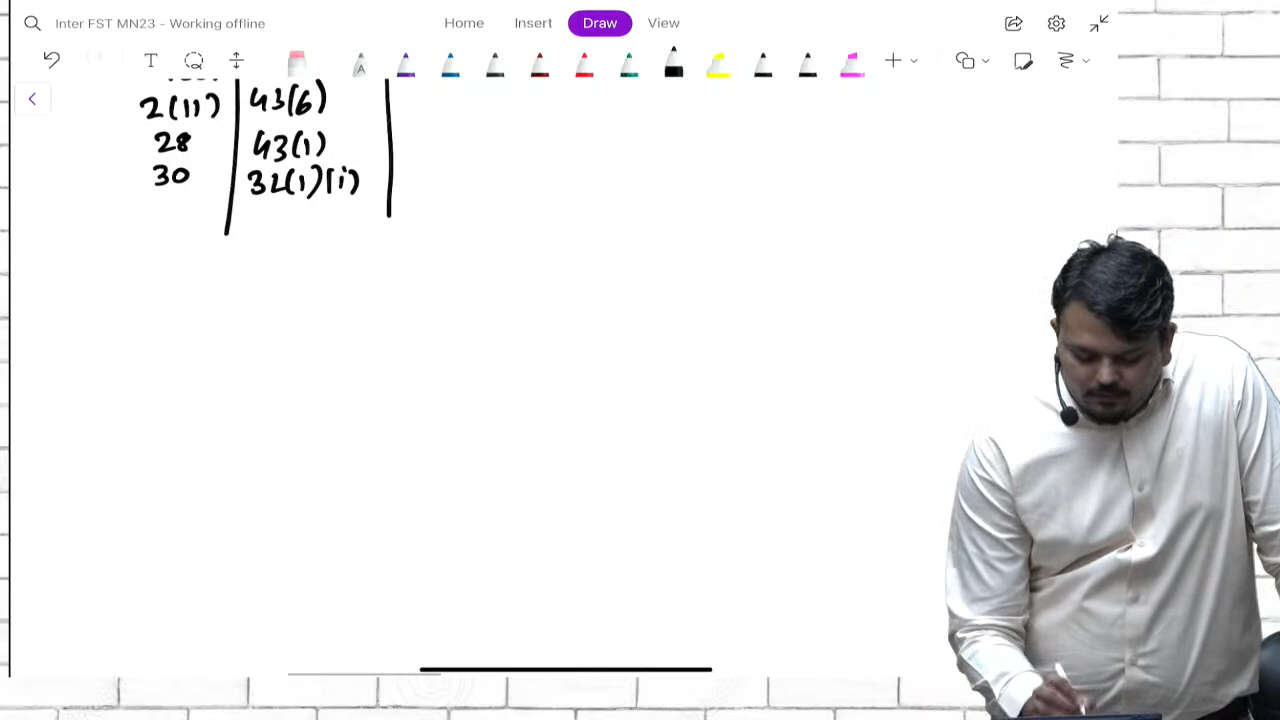 Inter FST MN23 - Working offline
Home Insert Draw View
2(11) 43(6)
28 43(1)
30 32(1)(i)